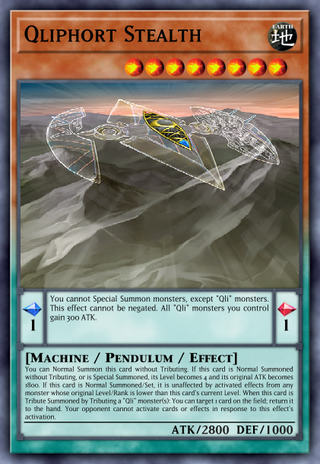 Qliphort Stealth
EARTH
地
You cannot Special Summon monsters, except "Qli" monsters.
This effect cannot be negated. All "Qli" monsters you control
gain 300 ATK.
1
1
[Machine / Pendulum / Effect]
You can Normal Summon this card without Tributing. If this card is Normal Summoned
without Tributing, or is Special Summoned, its Level becomes 4 and its original ATK becomes
1800. If this card is Normal Summoned/Set, it is unaffected by activated effects from any
monster whose original Level/Rank is lower than this card's current Level. When this card is
Tribute Summoned by Tributing a "Qli" monster(s): You can target 1 card on the field; return it
to the hand. Your opponent cannot activate cards or effects in response to this effect's
activation.
ATK/2800 DEF/1000